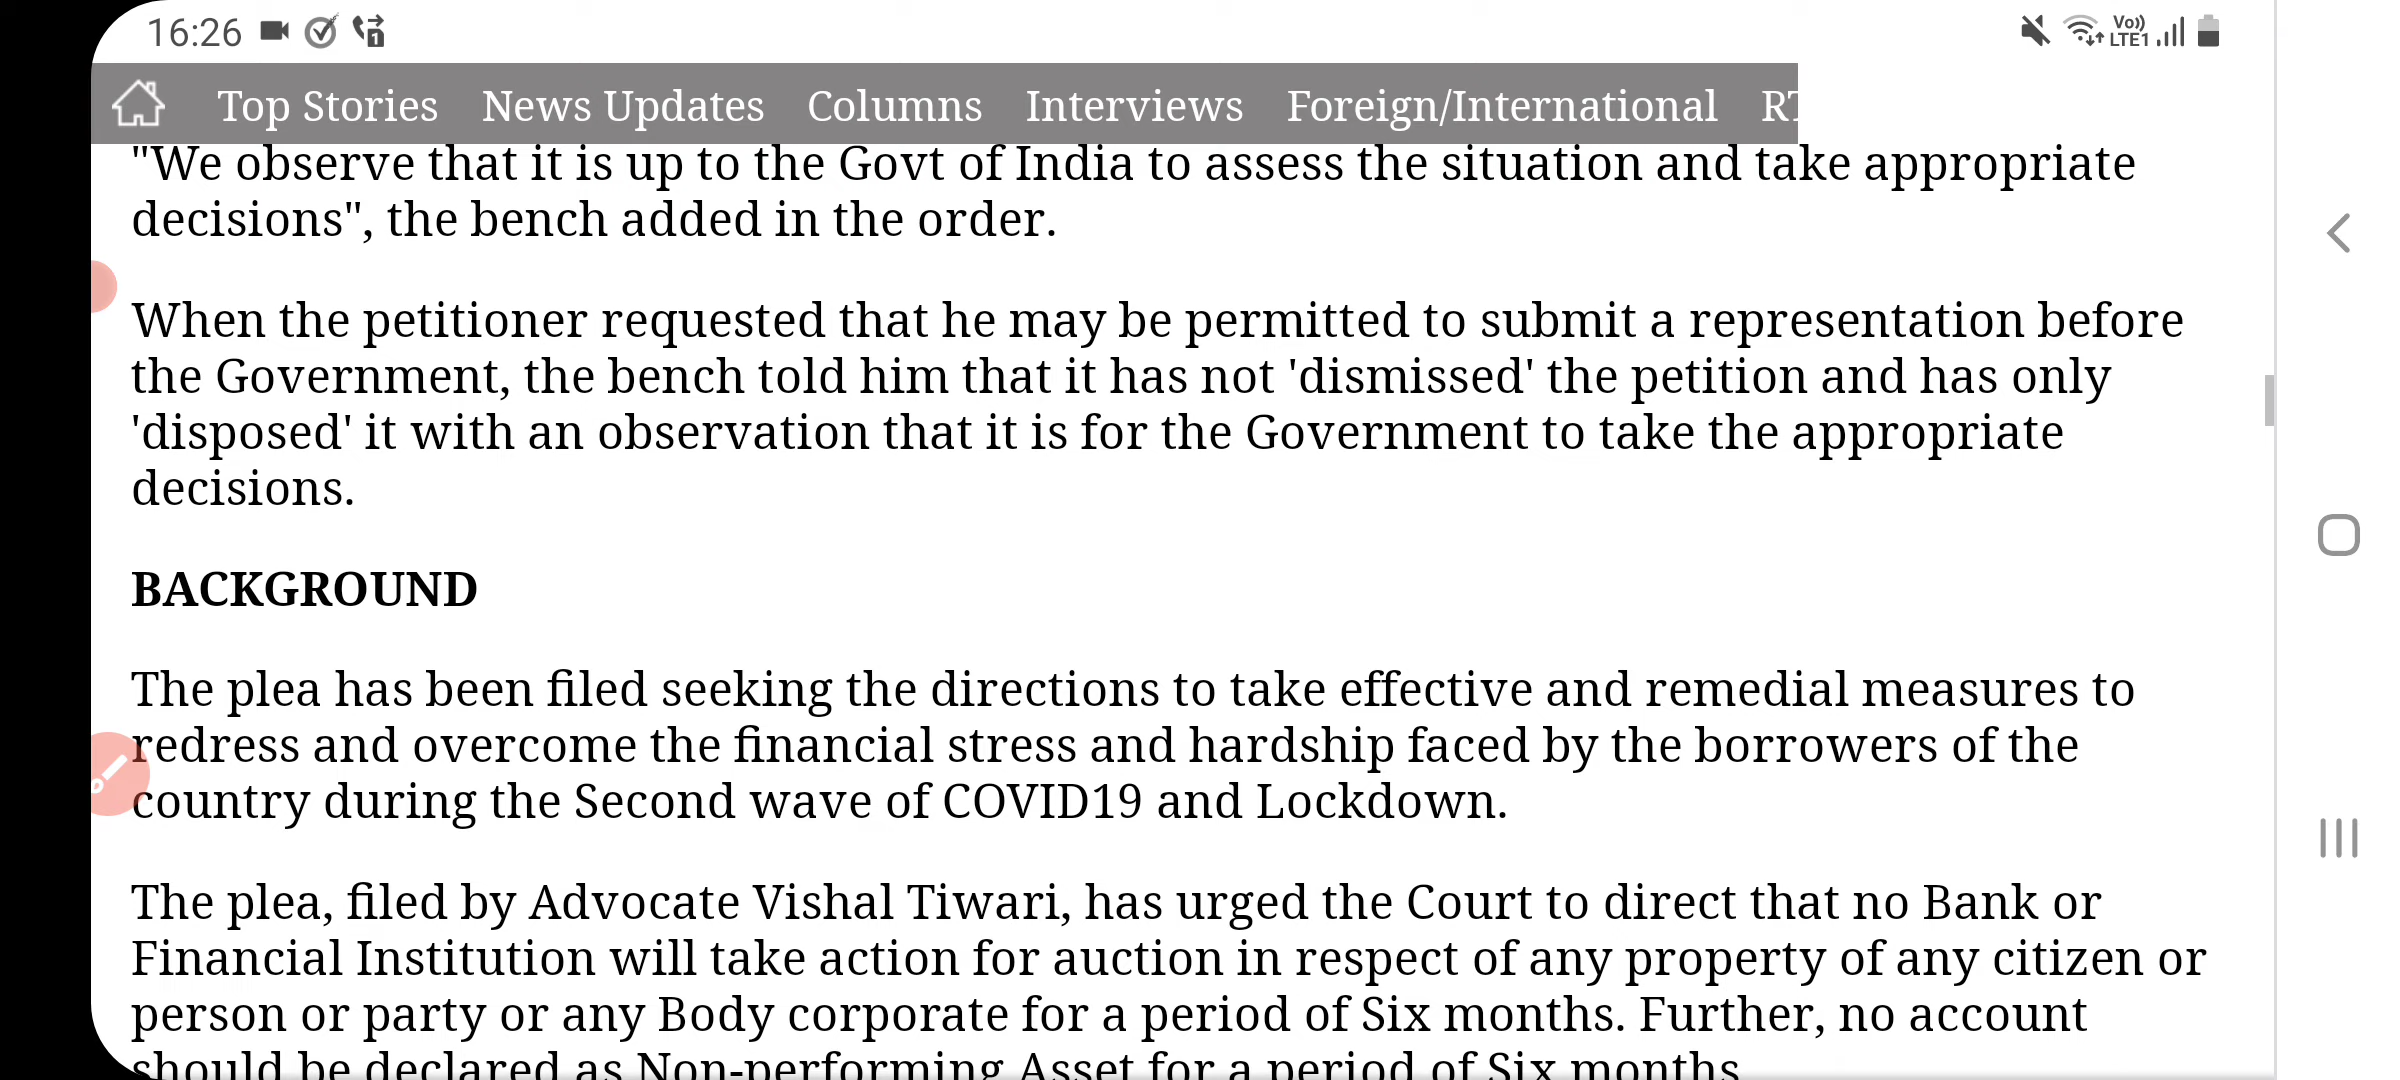 16:26
Vo))
LTE1
1
Top Stories News Updates Columns Interviews Foreign/International
"We observe that it is up to the Govt of India to assess the situation and take appropriate
decisions", the bench added in the order.
When the petitioner requested that he may be permitted to submit a representation before
the Government, the bench told him that it has not 'dismissed' the petition and has only
'disposed' it with an observation that it is for the Government to take the appropriate
decisions.
BACKGROUND
The plea has been filed seeking the directions to take effective and remedial measures to
redress and overcome the financial stress and hardship faced by the borrowers of the
country during the Second wave of COVID19 and Lockdown.
The plea, filed by Advocate Vishal Tiwari, has urged the Court to direct that no Bank or
Financial Institution will take action for auction in respect of any property of any citizen or
person or party or any Body corporate for a period of Six months. Further, no account
should be declared as Non-performing Asset for a period of Six months